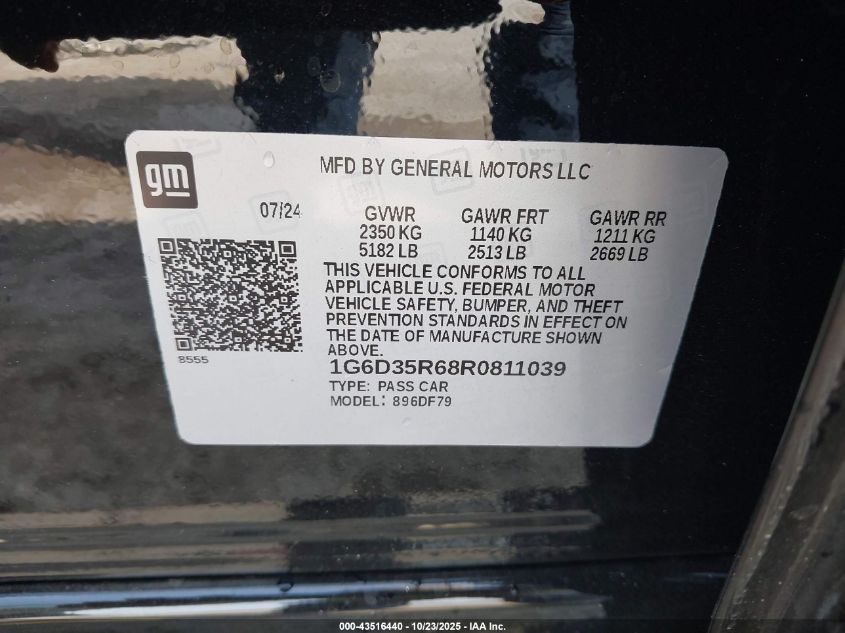 gm
MFD BY GENERAL MOTORS LLC
07/24
GVWR GAWR FRT GAWR RR
2350 KG 1140 KG 1211 KG
5182 LB 2513 LB 2669 LB
THIS VEHICLE CONFORMS TO ALL
APPLICABLE U.S. FEDERAL MOTOR
VEHICLE SAFETY, BUMPER, AND THEFT
PREVENTION STANDARDS IN EFFECT ON
THE DATE OF MANUFACTURE SHOWN
ABOVE.
8555
1G6D35R68R0811039
TYPE: PASS CAR
MODEL: 896DF79
000-43516440 - 10/23/2025 - IAA Inc.